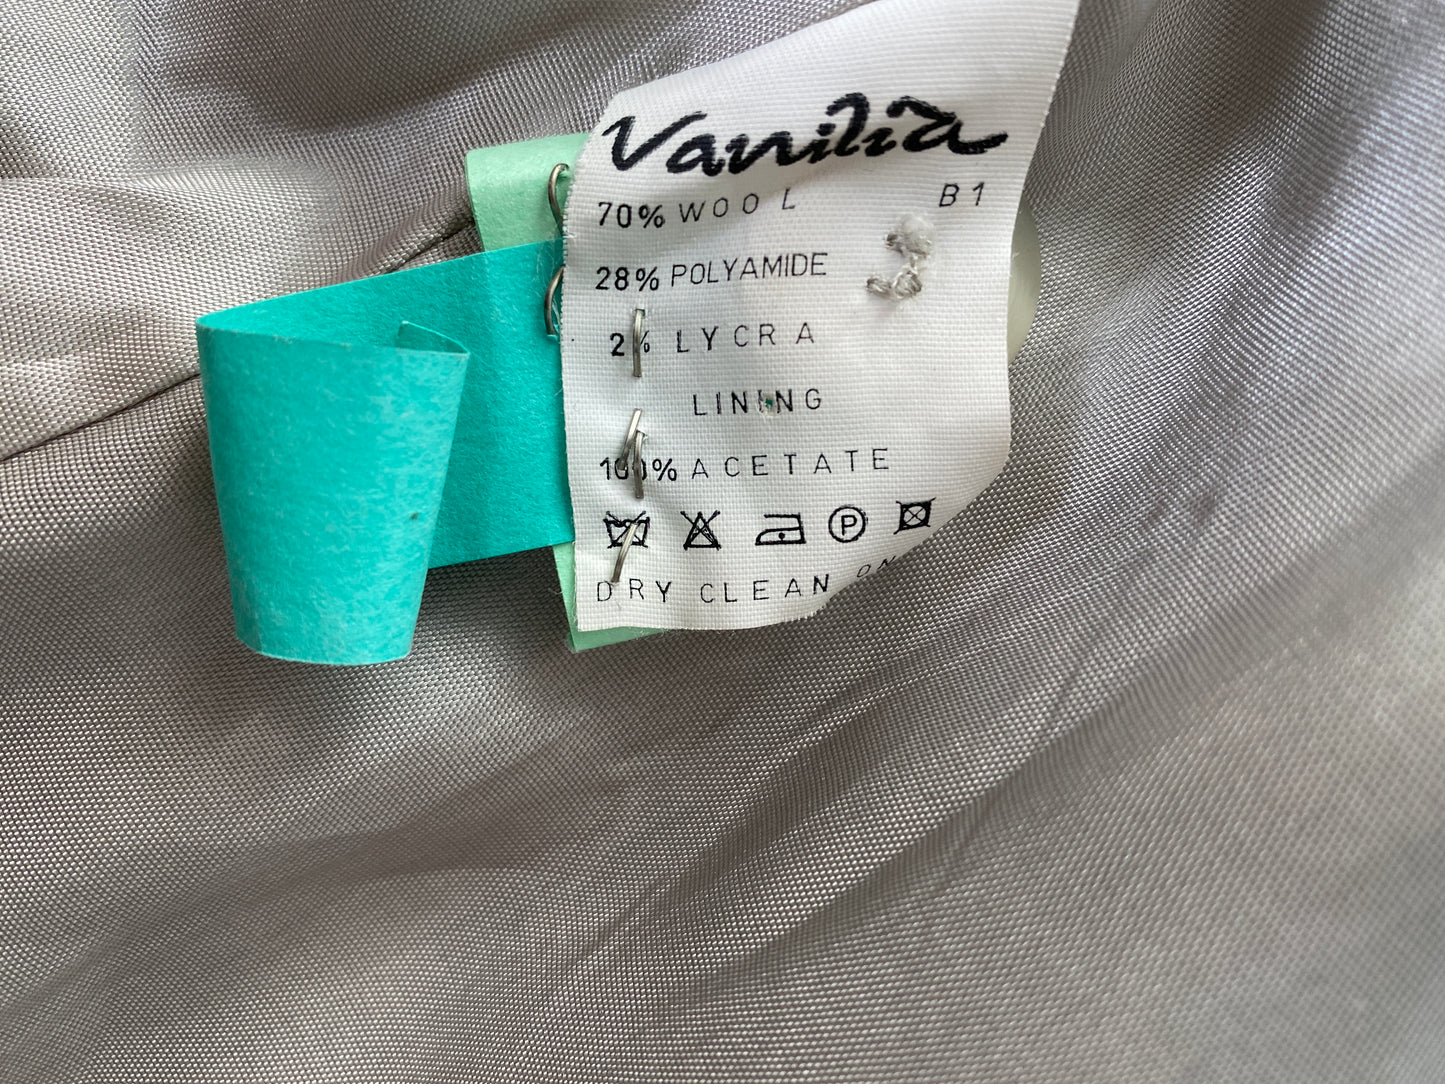 Vanilia
70% WOOL B1
28% POLYAMIDE
2% LYCRA
LINING
100% ACETATE
P
DRY CLEAN